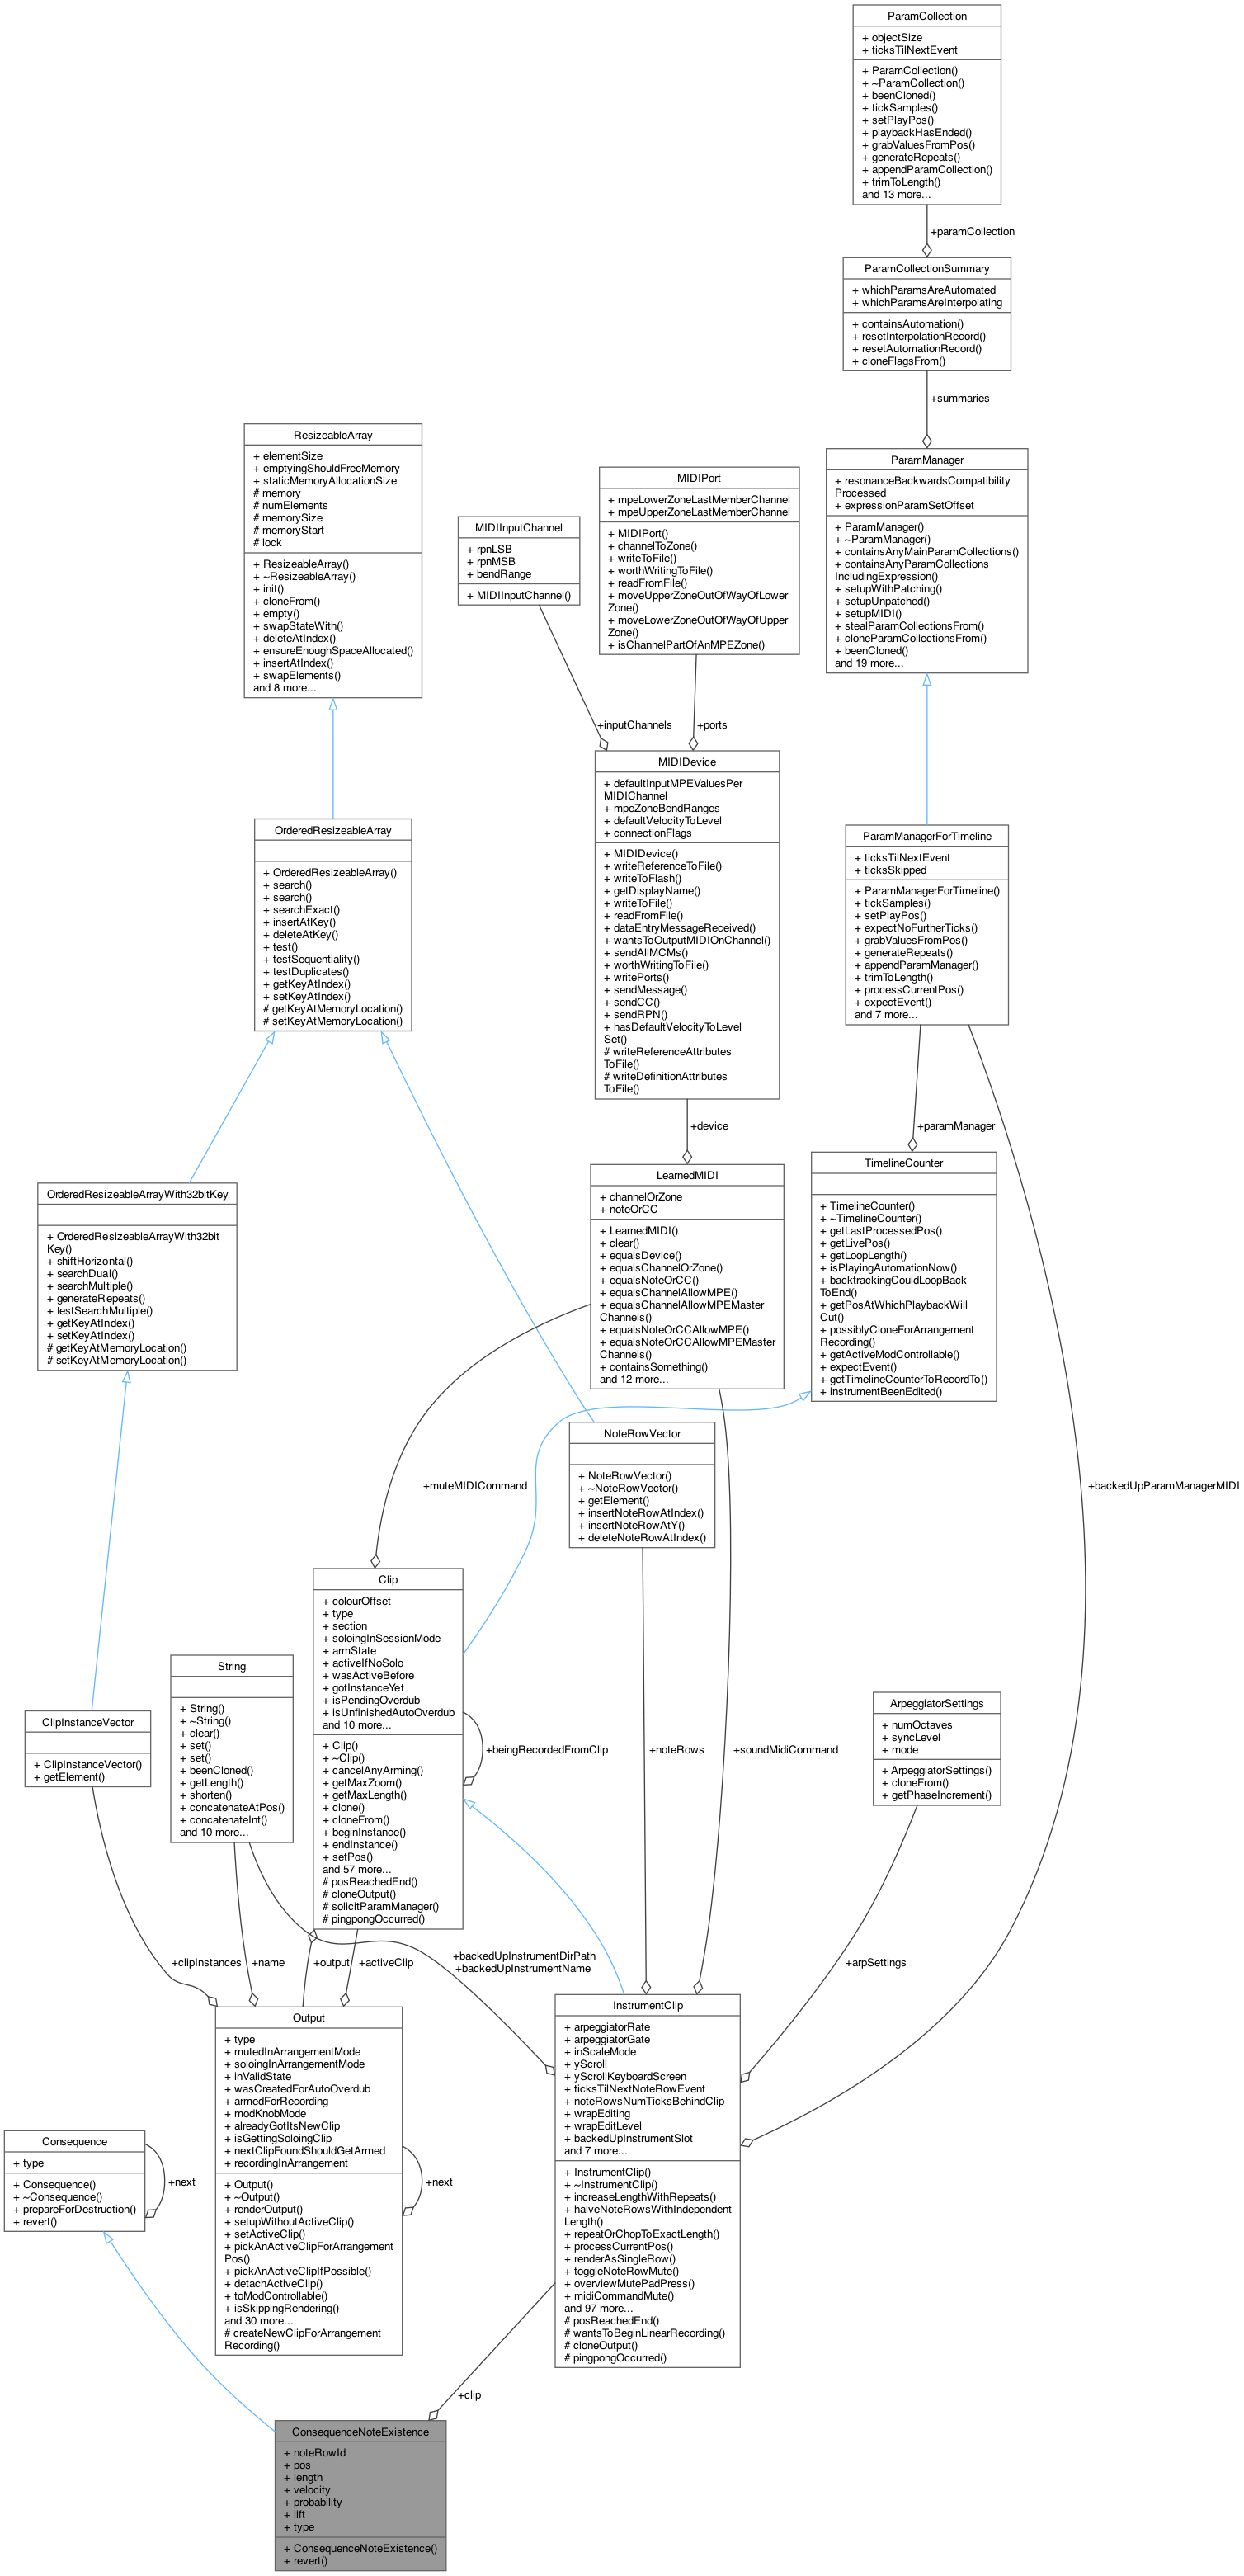 ParamCollection
+ objectSize
+ ticksTilNextEvent
+ ParamCollection()
+ ~ParamCollection()
+ beenCloned()
+ tickSamples()
+ setPlayPos()
+ playbackHasEnded()
+ grabValuesFromPos()
+ generateRepeats()
+ appendParamCollection()
+ trimToLength()
and 13 more...
+paramCollection
ParamCollectionSummary
+ whichParamsAreAutomated
+ whichParamsAreInterpolating
+ containsAutomation()
+ resetInterpolationRecord()
+ resetAutomationRecord()
+ cloneFlagsFrom()
+summaries
ResizeableArray
+ elementSize
+ emptyingShouldFreeMemory
+ staticMemoryAllocationSize
# memory
# numElements
# memorySize
# memoryStart
# lock
+ ResizeableArray()
+ ~ResizeableArray()
+ init()
+ cloneFrom()
+ empty()
+ swapStateWith()
+ deleteAtIndex()
+ ensureEnoughSpaceAllocated()
+ insertAtIndex()
+ swapElements()
and 8 more...
MIDIInputChannel
+ rpnLSB
+ rpnMSB
+ bendRange
+ MIDIInputChannel()
MIDIPort
+ mpeLowerZoneLastMemberChannel
+ mpeUpperZoneLastMemberChannel
+ MIDIPort()
+ channelToZone()
+ writeToFile()
+ worthWritingToFile()
+ readFromFile()
+ moveUpperZoneOutOfWayOfLower
Zone()
+ moveLowerZoneOutOfWayOfUpper
Zone()
+ isChannelPartOfAnMPEZone()
ParamManager
+ resonanceBackwardsCompatibility
Processed
+ expressionParamSetOffset
+ ParamManager()
+ ~ParamManager()
+ containsAnyMainParamCollections()
+ containsAnyParamCollections
IncludingExpression()
+ setupWithPatching()
+ setupUnpatched()
+ setupMIDI()
+ stealParamCollectionsFrom()
+ cloneParamCollectionsFrom()
+ beenCloned()
and 19 more...
+inputChannels
+ports
MIDIDevice
+ defaultInputMPEValuesPer
MIDIChannel
+ mpeZoneBendRanges
+ defaultVelocityToLevel
+ connectionFlags
+ MIDIDevice()
+ writeReferenceToFile()
+ writeToFlash()
+ getDisplayName()
+ writeToFile()
+ readFromFile()
+ dataEntryMessageReceived()
+ wantsToOutputMIDIOnChannel()
+ sendAllMCMs()
+ worthWritingToFile()
+ writePorts()
+ sendMessage()
+ sendCC()
+ sendRPN()
+ hasDefaultVelocityToLevel
Set()
# writeReferenceAttributes
ToFile()
# writeDefinitionAttributes
ToFile()
OrderedResizeableArray
+ OrderedResizeableArray()
+ search()
+ search()
+ searchExact()
+ insertAtKey()
+ deleteAtKey()
+ test()
+ testSequentiality()
+ testDuplicates()
+ getKeyAtIndex()
+ setKeyAtIndex()
# getKeyAtMemoryLocation()
# setKeyAtMemoryLocation()
ParamManagerForTimeline
+ ticksTilNextEvent
+ ticksSkipped
+ ParamManagerForTimeline()
+ tickSamples()
+ setPlayPos()
+ expectNoFurtherTicks()
+ grabValuesFromPos()
+ generateRepeats()
+ appendParamManager()
+ trimToLength()
+ processCurrentPos()
+ expectEvent()
and 7 more...
+device
+paramManager
OrderedResizeableArrayWith32bitKey
+ OrderedResizeableArrayWith32bit
Key()
+ shiftHorizontal()
+ searchDual()
+ searchMultiple()
+ generateRepeats()
+ testSearchMultiple()
+ getKeyAtIndex()
+ setKeyAtIndex()
# getKeyAtMemoryLocation()
# setKeyAtMemoryLocation()
LearnedMIDI
+ channelOrZone
+ noteOrCC
+ LearnedMIDI()
+ clear()
+ equalsDevice()
+ equalsChannelOrZone()
+ equalsNoteOrCC()
+ equalsChannelAllowMPE()
+ equalsChannelAllowMPEMaster
Channels()
+ equalsNoteOrCCAllowMPE()
+ equalsNoteOrCCAllowMPEMaster
Channels()
+ containsSomething()
and 12 more...
TimelineCounter
+ TimelineCounter()
+ ~TimelineCounter()
+ getLastProcessedPos()
+ getLivePos()
+ getLoopLength()
+ isPlayingAutomationNow()
+ backtrackingCouldLoopBack
ToEnd()
+ getPosAtWhichPlaybackWill
Cut()
+ possiblyCloneForArrangement
Recording()
+ getActiveModControllable()
+ expectEvent()
+ getTimelineCounterToRecordTo()
+ instrumentBeenEdited()
NoteRowVector
+ NoteRowVector()
+ ~NoteRowVector()
+ getElement()
+ insertNoteRowAtIndex()
+ insertNoteRowAtY()
+ deleteNoteRowAtIndex()
+muteMIDICommand
+backedUpParamManagerMIDI
Clip
+ colourOffset
+ type
+ section
+ soloingInSessionMode
+ armState
+ activeIfNoSolo
+ wasActiveBefore
+ gotInstanceYet
+ isPendingOverdub
+ isUnfinishedAutoOverdub
and 10 more...
+ Clip()
+ ~Clip()
+ cancelAnyArming()
+ getMaxZoom()
+ getMaxLength()
+ clone()
+ cloneFrom()
+ beginInstance()
+ endInstance()
+ setPos()
and 57 more...
# posReachedEnd()
# cloneOutput()
# solicitParamManager()
# pingpongOccurred()
String
+ String()
+ ~String()
+ clear()
+ set()
+ set()
+ beenCloned()
+ getLength()
+ shorten()
+ concatenateAtPos()
+ concatenateInt()
and 10 more...
ClipInstanceVector
+ ClipInstanceVector()
+ getElement()
+beingRecordedFromClip
+noteRows
+soundMidiCommand
ArpeggiatorSettings
+ numOctaves
+ syncLevel
+ mode
+ ArpeggiatorSettings()
+ cloneFrom()
+ getPhaseIncrement()
+clipInstances
+name
+output
+activeClip
+backedUpInstrumentDirPath
+backedUpInstrumentName
+arpSettings
Output
+ type
+ mutedInArrangementMode
+ soloingInArrangementMode
+ inValidState
+ wasCreatedForAutoOverdub
+ armedForRecording
+ modKnobMode
+ alreadyGotItsNewClip
+ isGettingSoloingClip
+ nextClipFoundShouldGetArmed
+ recordingInArrangement
+ Output()
+ ~Output()
+ renderOutput()
+ setupWithoutActiveClip()
+ setActiveClip()
+ pickAnActiveClipForArrangement
Pos()
+ pickAnActiveClipIfPossible()
+ detachActiveClip()
+ toModControllable()
+ isSkippingRendering()
and 30 more...
# createNewClipForArrangement
Recording()
+next
InstrumentClip
+ arpeggiatorRate
+ arpeggiatorGate
+ inScaleMode
+ yScroll
+ yScrollKeyboardScreen
+ ticksTilNextNoteRowEvent
+ noteRowsNumTicksBehindClip
+ wrapEditing
+ wrapEditLevel
+ backedUpInstrumentSlot
and 7 more...
+ InstrumentClip()
+ ~InstrumentClip()
+ increaseLengthWithRepeats()
+ halveNoteRowsWithIndependent
Length()
+ repeatOrChopToExactLength()
+ processCurrentPos()
+ renderAsSingleRow()
+ toggleNoteRowMute()
+ overviewMutePadPress()
+ midiCommandMute()
and 97 more...
# posReachedEnd()
# wantsToBeginLinearRecording()
# cloneOutput()
# pingpongOccurred()
Consequence
+ type
+ Consequence()
+ ~Consequence()
+ prepareForDestruction()
+ revert()
+next
+clip
ConsequenceNoteExistence
+ noteRowId
+ pos
+ length
+ velocity
+ probability
+ lift
+ type
+ ConsequenceNoteExistence()
+ revert()